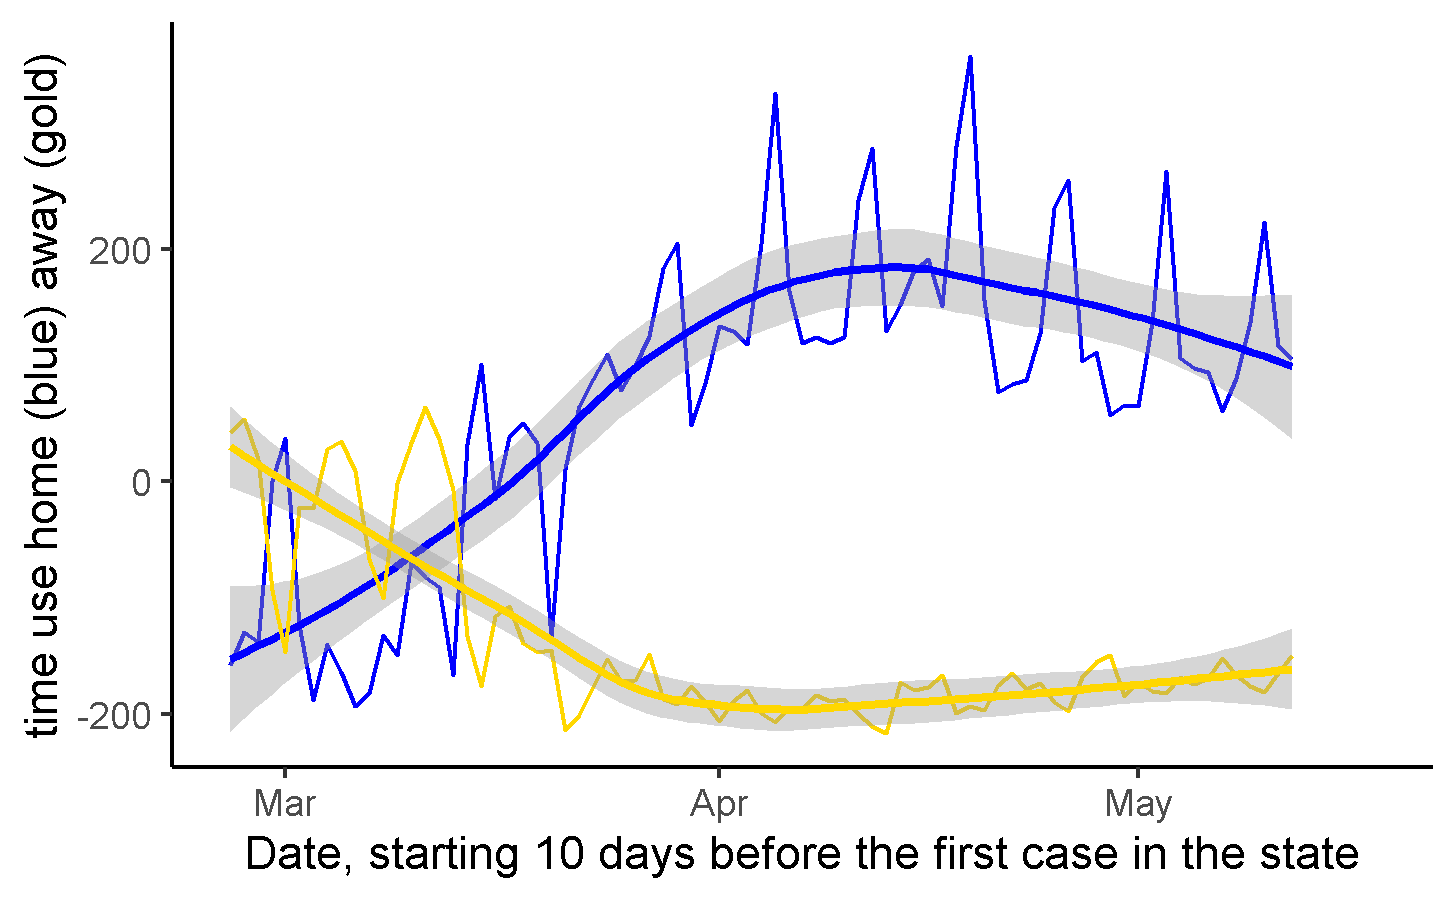 time use home (blue) away (gold)
200
0
-200
Mar
Apr
May
Date, starting 10 days before the first case in the state